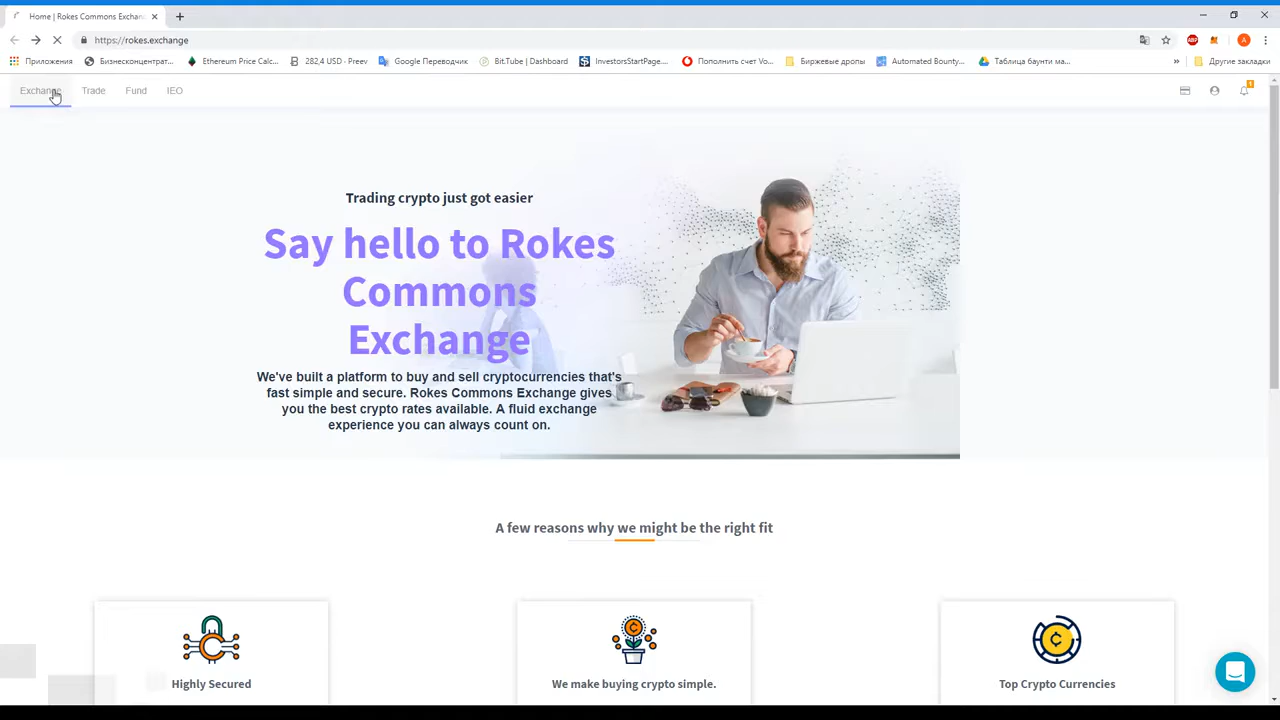 Home | Rokes Commons Exchan
https://rokes.exchange
Приложения
Бизнесконцентрат...
Ethereum Price Calc...
282,4 USD - Preev
Google Переводчик
Bit.Tube | Dashboard
InvestorsStartPage....
Пополнить счет Vo...
Биржевые дропы
Automated Bounty...
Таблица баунти ма...
»
Другие закладки
Exchange
Trade
Fund
IEO
Trading crypto just got easier
Say hello to Rokes
Commons
Exchange
We've built a platform to buy and sell cryptocurrencies that's
fast simple and secure. Rokes Commons Exchange gives
you the best crypto rates available. A fluid exchange
experience you can always count on.
A few reasons why we might be the right fit
Highly Secured
We make buying crypto simple.
Top Crypto Currencies